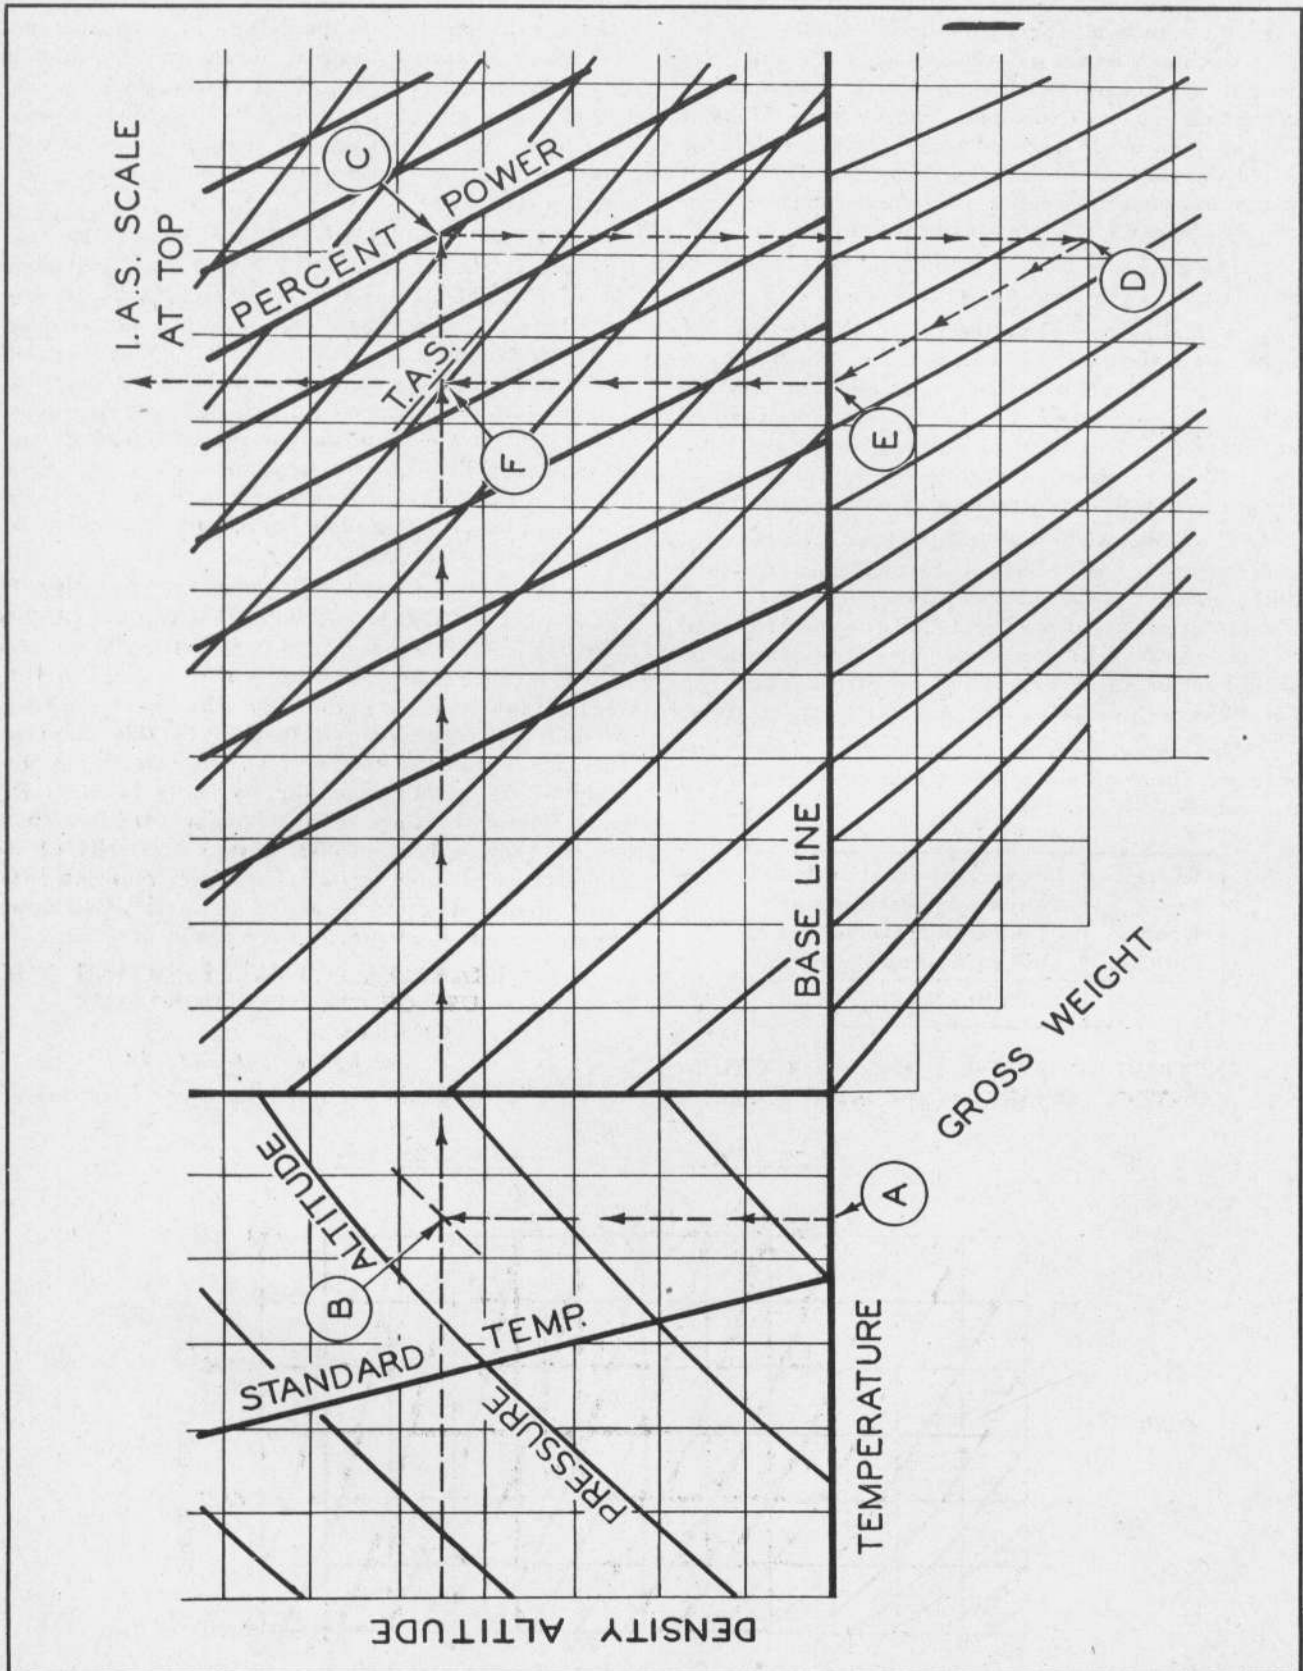 I.A.S. SCALE
AT TOP
C
PERCENT POWER
T.A.S.
F
D
E
BASE LINE
GROSS WEIGHT
A
ALTITUDE
B
STANDARD TEMP.
PRESSURE
TEMPERATURE
DENSITY ALTITUDE